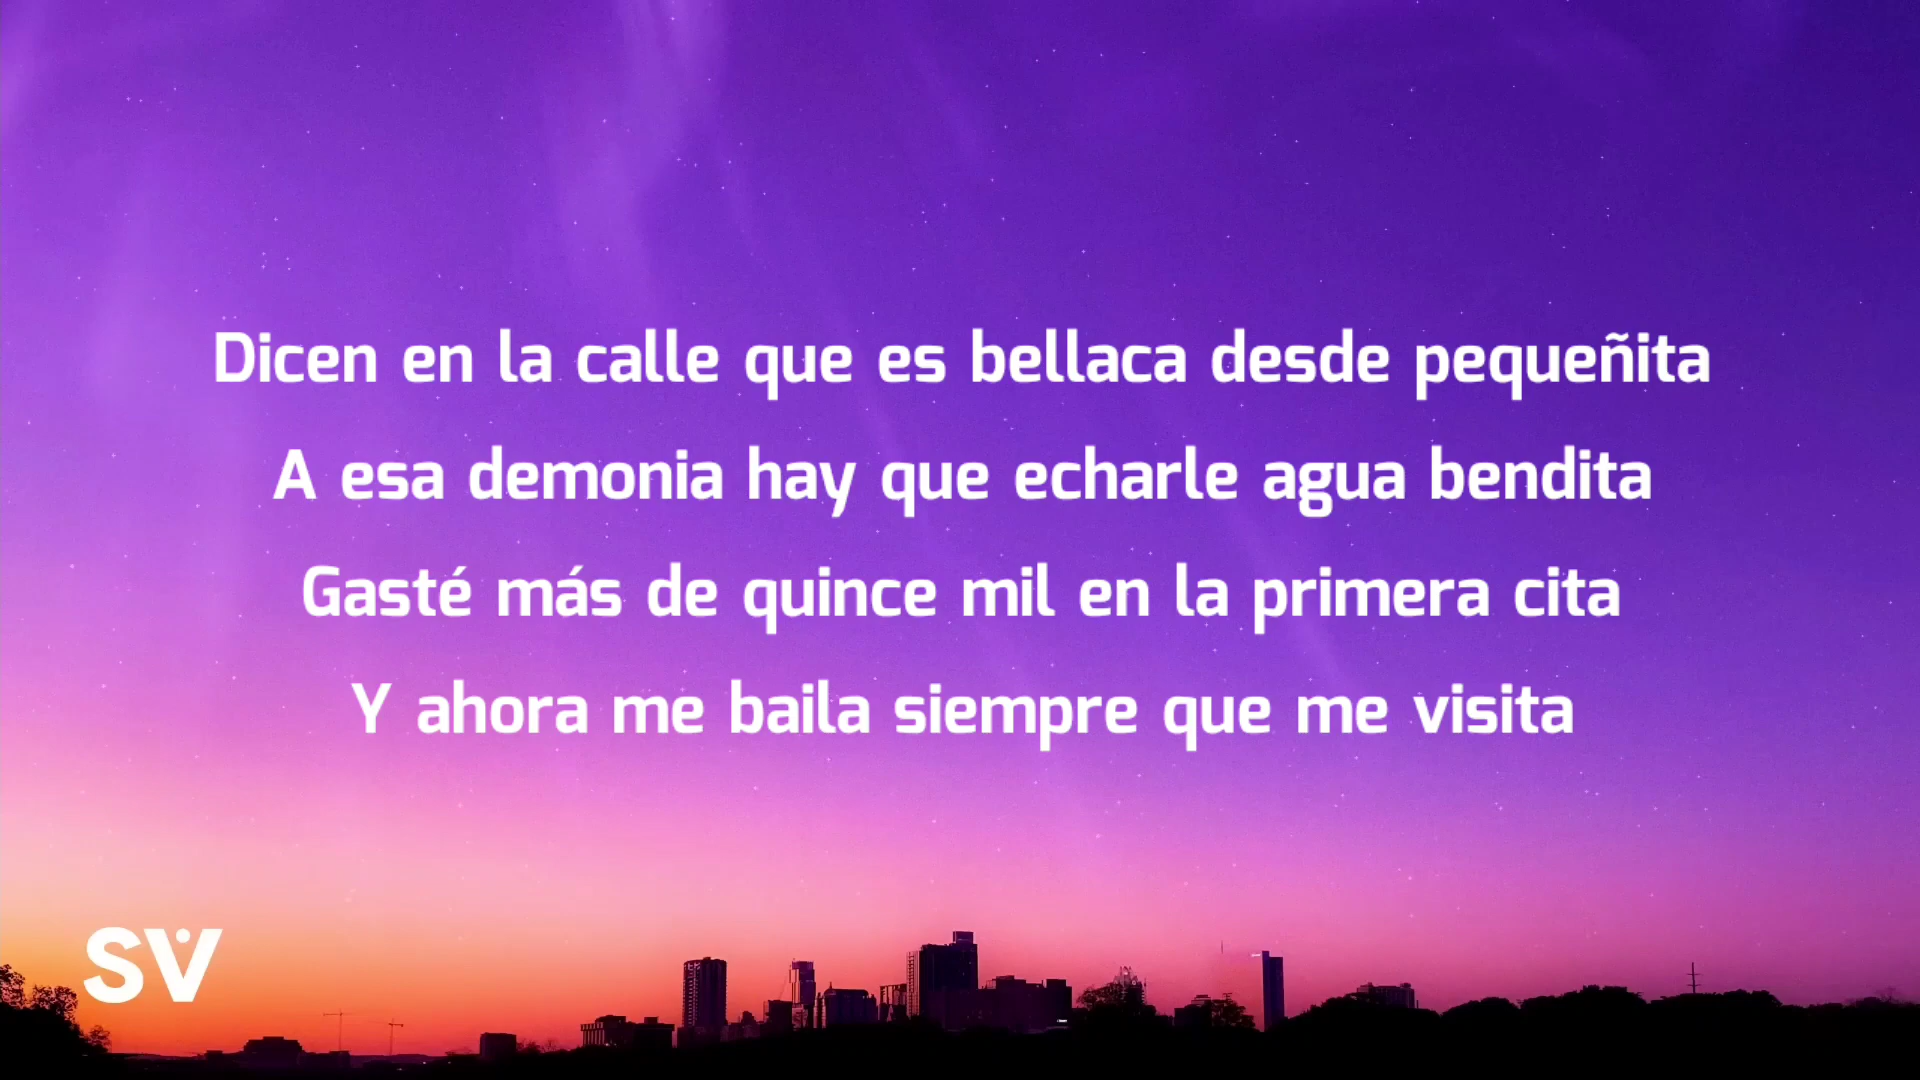 Dicen en la calle que es bellaca desde pequeñita
A esa demonia hay que echarle agua bendita
Gasté más de quince mil en la primera cita
Y ahora me baila siempre que me visita
SV